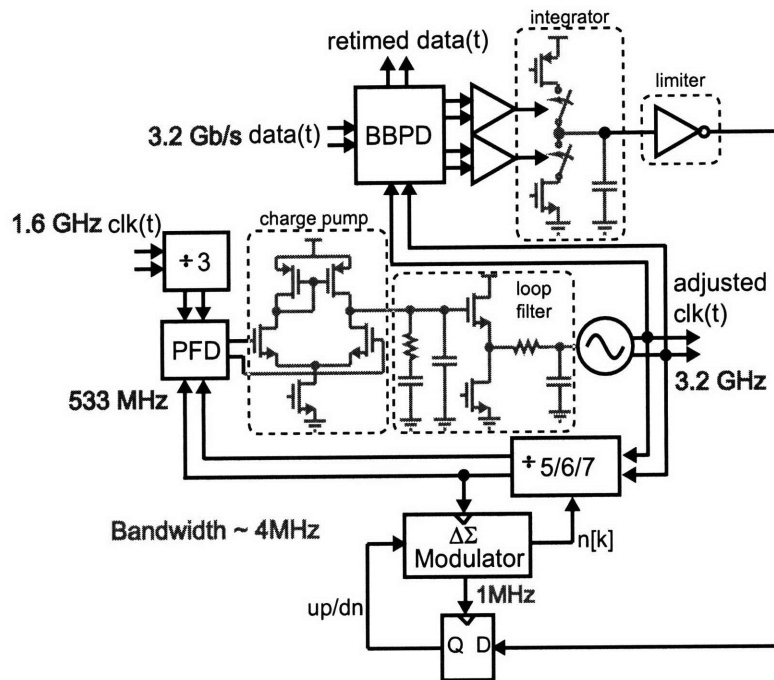 integrator
retimed data(t)
limiter
3.2 Gb/s data(t)
BBPD
1.6 GHz clk(t)
charge pump
÷ 3
loop
filter
adjusted
clk(t)
PFD
3.2 GHz
533 MHz
÷ 5/6/7
Bandwidth ~ 4MHz
ΔΣ
Modulator
n[k]
up/dn
1MHz
Q D